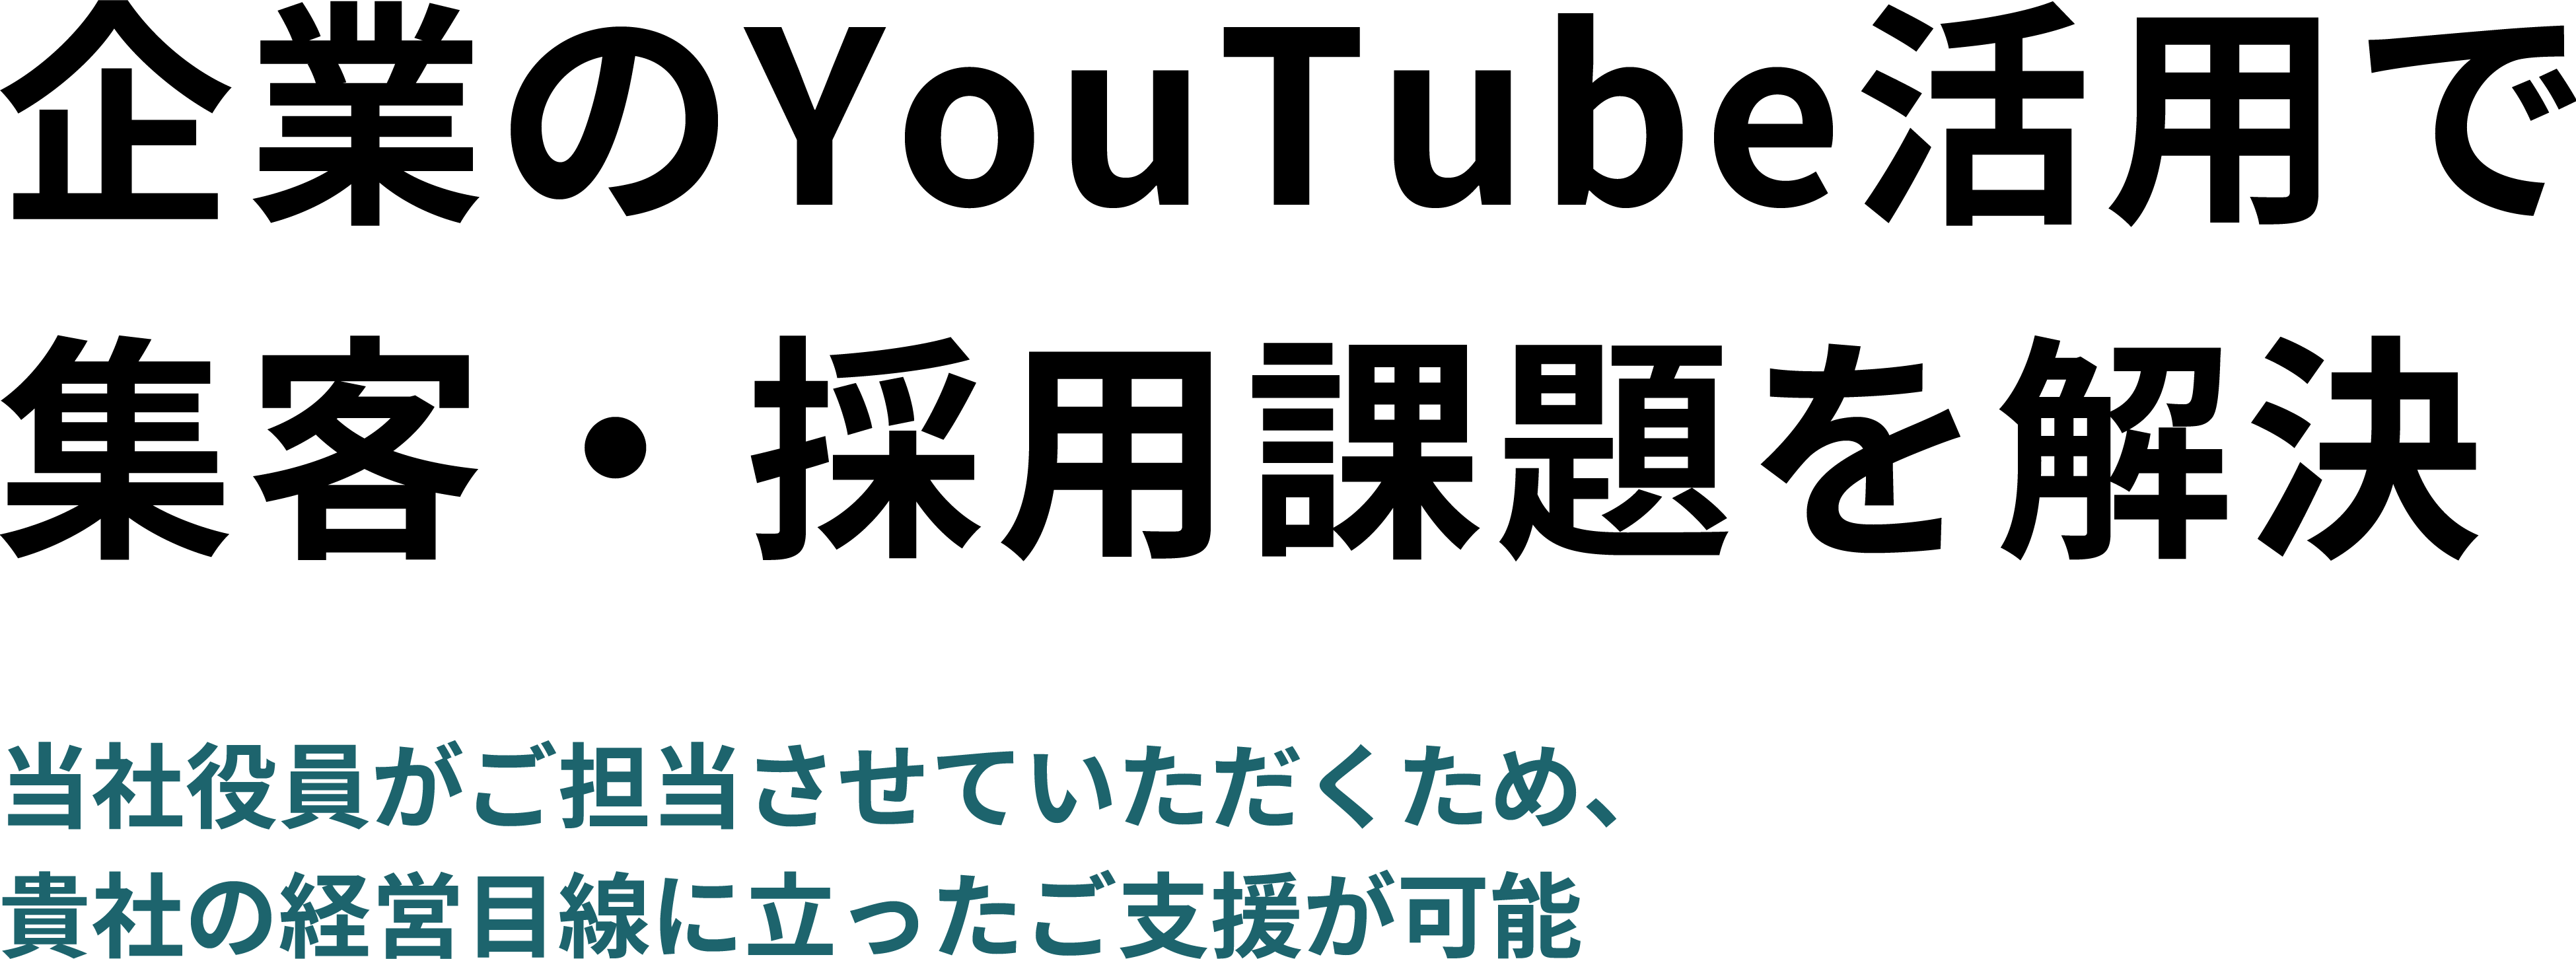 企業のYouTube活用で
集客・採用課題を解決
当社役員がご担当させていただくため、
貴社の経営目線に立ったご支援が可能